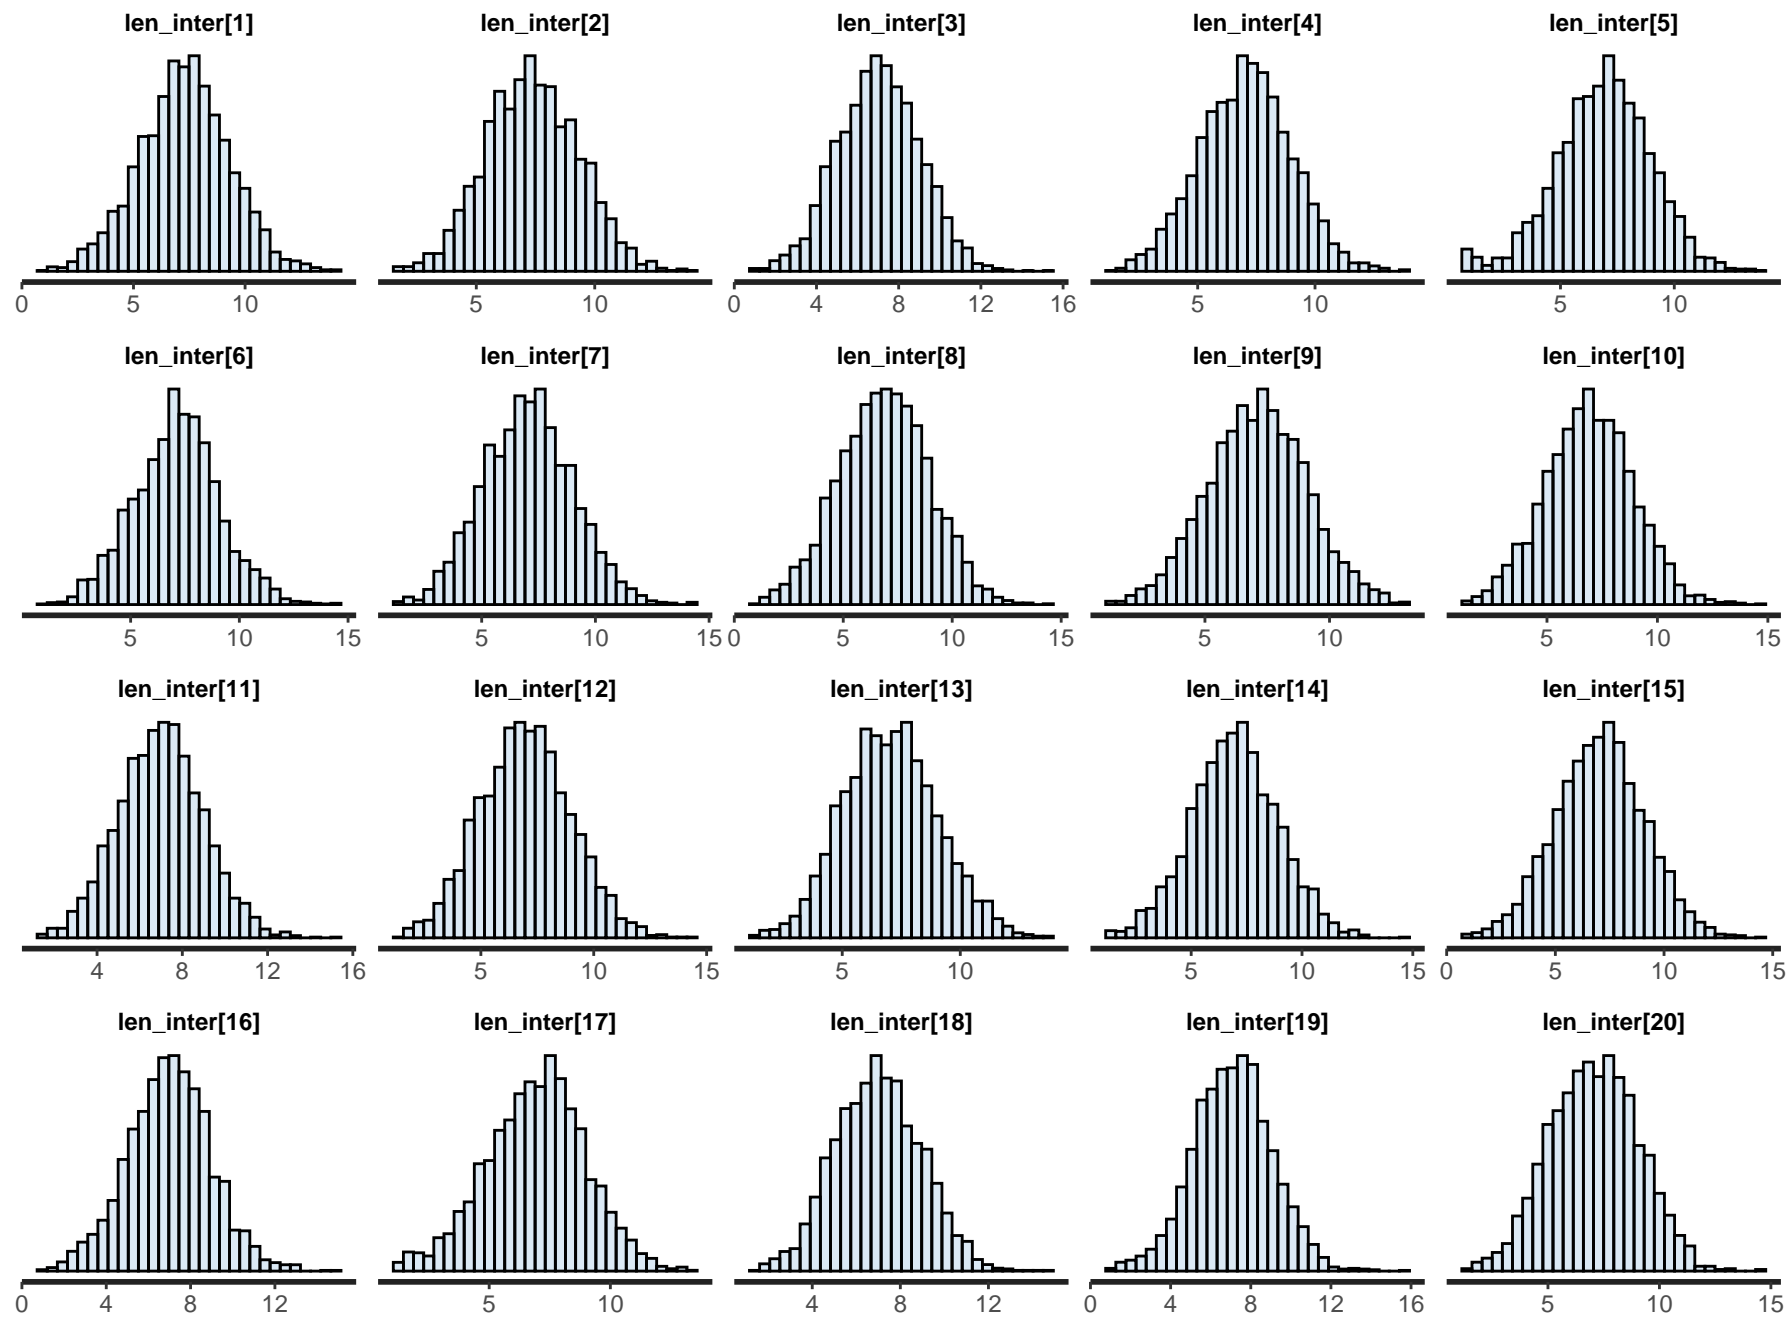 len_inter[1] len_inter[2] len_inter[3] len_inter[4] len_inter[5]
0 5 10 5 10 0 4 8 12 16 5 10 5 10
len_inter[6] len_inter[7] len_inter[8] len_inter[9] len_inter[10]
5 10 15 5 10 15 0 5 10 15 5 10 5 10 15
len_inter[11] len_inter[12] len_inter[13] len_inter[14] len_inter[15]
4 8 12 16 5 10 15 5 10 5 10 15 0 5 10 15
len_inter[16] len_inter[17] len_inter[18] len_inter[19] len_inter[20]
0 4 8 12 5 10 4 8 12 0 4 8 12 16 5 10 15